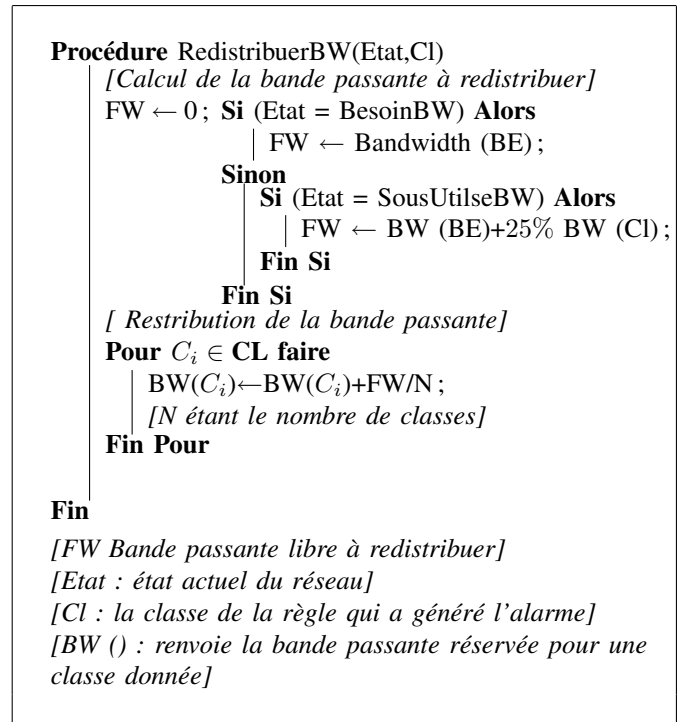 Procédure RedistribuerBW(Etat,Cl)
[Calcul de la bande passante à redistribuer]
FW ← 0 ; Si (Etat = BesoinBW) Alors
FW ← Bandwidth (BE) ;
Sinon
Si (Etat = SousUtilseBW) Alors
FW ← BW (BE)+25% BW (Cl) ;
Fin Si
Fin Si
[ Restribution de la bande passante]
Pour C_i ∈ CL faire
BW(C_i)←BW(C_i)+FW/N ;
[N étant le nombre de classes]
Fin Pour
Fin
[FW Bande passante libre à redistribuer]
[Etat : état actuel du réseau]
[Cl : la classe de la règle qui a généré l'alarme]
[BW () : renvoie la bande passante réservée pour une
classe donnée]